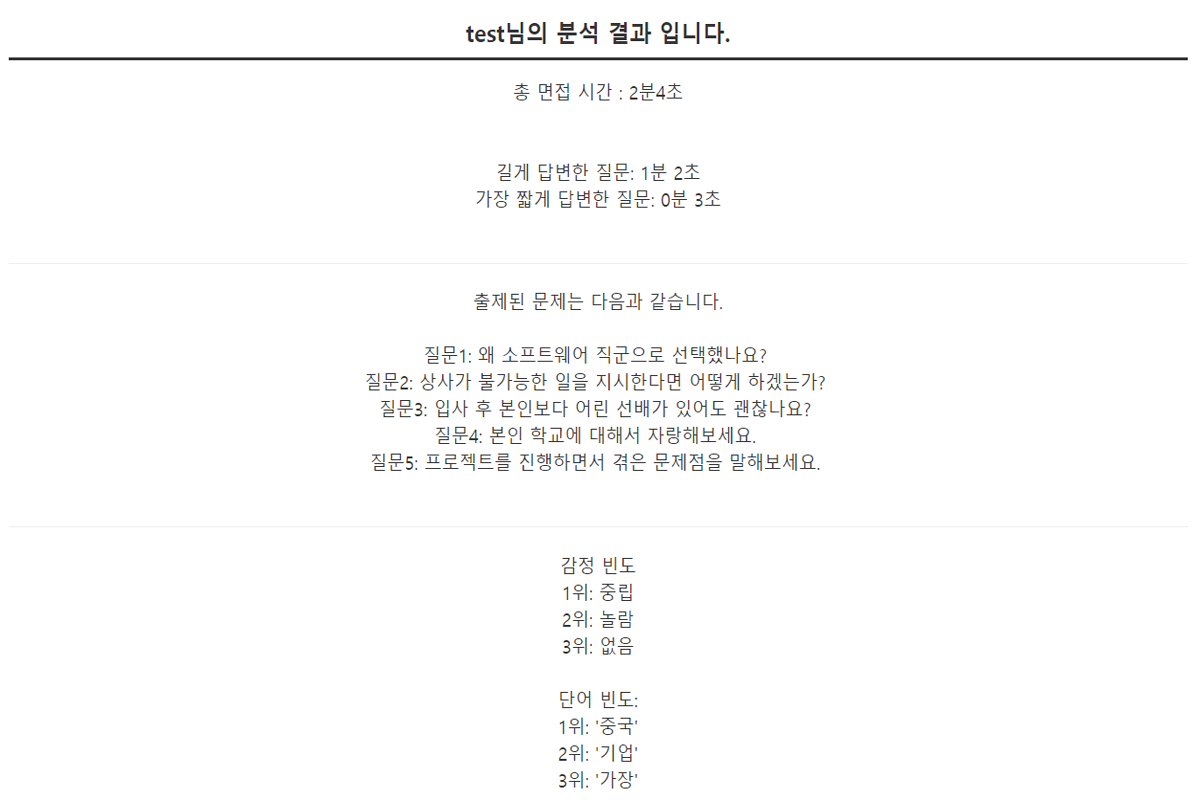 test님의 분석 결과 입니다.
총 면접 시간 : 2분4초
길게 답변한 질문: 1분 2초
가장 짧게 답변한 질문: 0분 3초
출제된 문제는 다음과 같습니다.
질문1: 왜 소프트웨어 직군으로 선택했나요?
질문2: 상사가 불가능한 일을 지시한다면 어떻게 하겠는가?
질문3: 입사 후 본인보다 어린 선배가 있어도 괜찮나요?
질문4: 본인 학교에 대해서 자랑해보세요.
질문5: 프로젝트를 진행하면서 겪은 문제점을 말해보세요.
감정 빈도
1위: 중립
2위: 놀람
3위: 없음
단어 빈도:
1위: '중국'
2위: '기업'
3위: '가장'